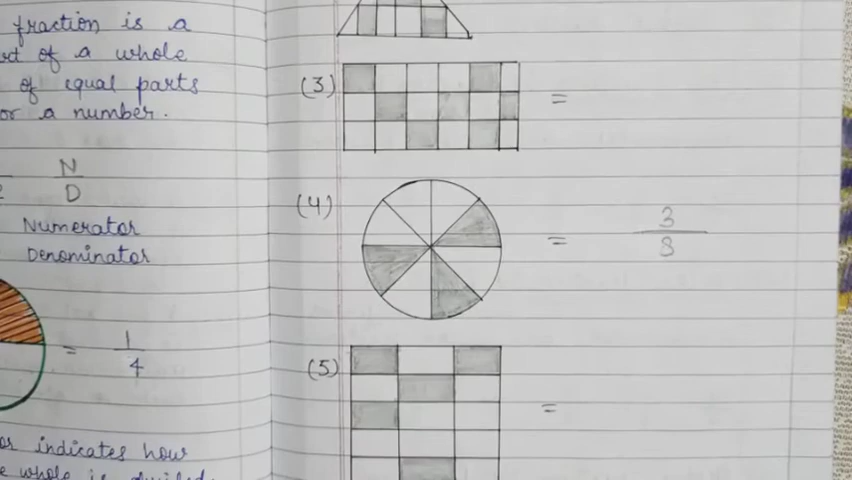 fraction is a
of a whole
of equal parts
or a number.
N
D
Numerator
Denominator
= 1
4
indicates how
whole is divided
(3) =
(4) = 3
8
(5) =